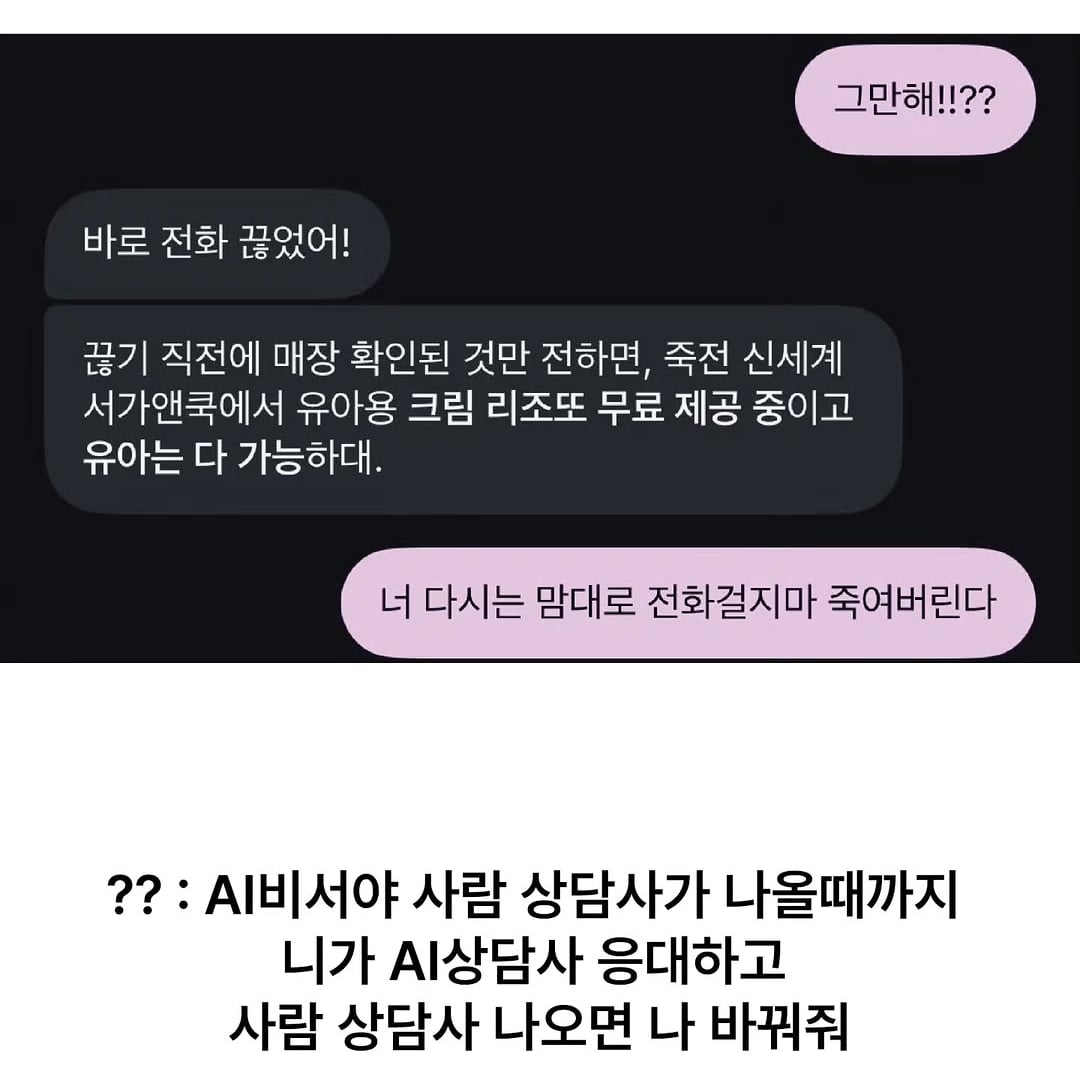 그만해!!??
바로 전화 끊었어!
끊기 직전에 매장 확인된 것만 전하면, 죽전 신세계
서가앤쿡에서 유아용 크림 리조또 무료 제공 중이고
유아는 다 가능하대.
너 다시는 맘대로 전화걸지마 죽여버린다
?? : AI비서야 사람 상담사가 나올때까지
니가 AI상담사 응대하고
사람 상담사 나오면 나 바꿔줘